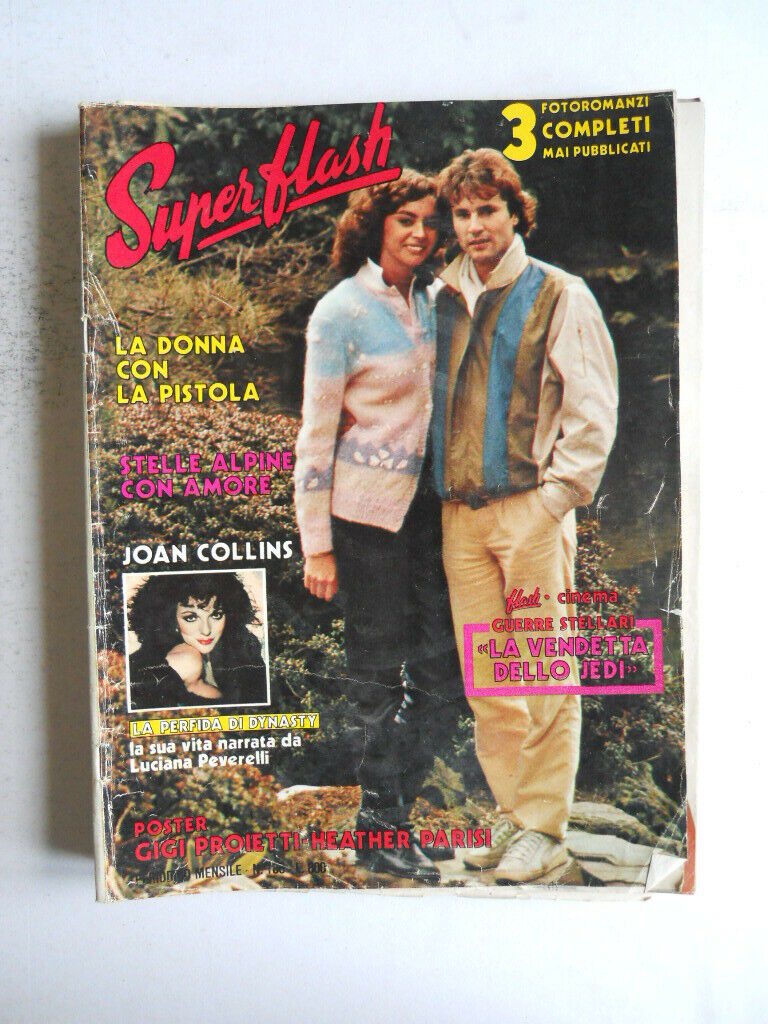 Superflash
3 FOTOROMANZI
COMPLETI
MAI PUBBLICATI
LA DONNA
CON
LA PISTOLA
STELLE ALPINE
CON AMORE
JOAN COLLINS
LA PERFIDA DI DYNASTY
la sua vita narrata da
Luciana Peverelli
flash • cinema
GUERRE STELLARI
«LA VENDETTA
DELLO JEDI»
POSTER
GIGI PROIETTI-HEATHER PARISI
MENSILE - N.